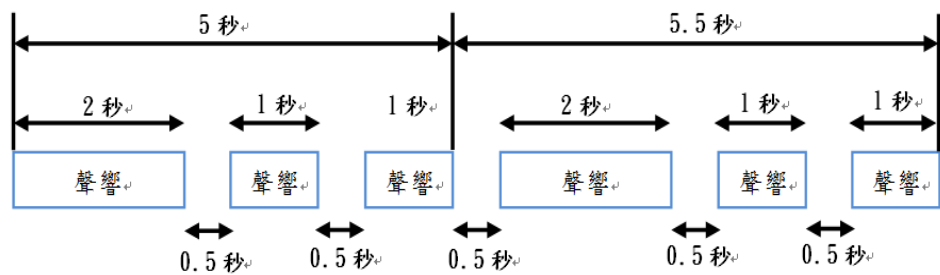 5 秒 5.5 秒
2 秒 1 秒 1 秒 2 秒 1 秒 1 秒
聲響 聲響 聲響 聲響 聲響 聲響
0.5 秒 0.5 秒 0.5 秒 0.5 秒 0.5 秒